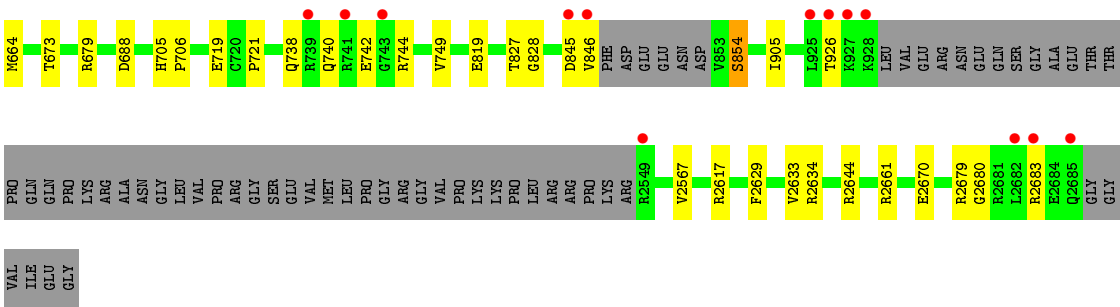 M664 T673 R679 D688 H705 P706 E719 C720 P721 Q738 R739 Q740 R741 E742 G743 R744 V749 E819 T827 G828 D845 V846 PHE ASP GLU GLU ASN ASP V853 S854 I905 L925 T926 K927 K928 LEU VAL GLU ARG ASN GLU GLN SER GLY ALA GLU THR THR
PRO GLN GLN PRO LYS ARG ALA ASN GLY LEU VAL PRO ARG GLY SER GLU VAL MET LEU PRO GLY ARG GLY VAL PRO LYS LYS PRO LEU ARG ARG PRO LYS ARG R2549 V2567 R2617 F2629 V2633 R2634 R2644 R2661 E2670 R2679 G2680 R2681 L2682 R2683 E2684 Q2685 GLY GLY
VAL ILE GLU GLY